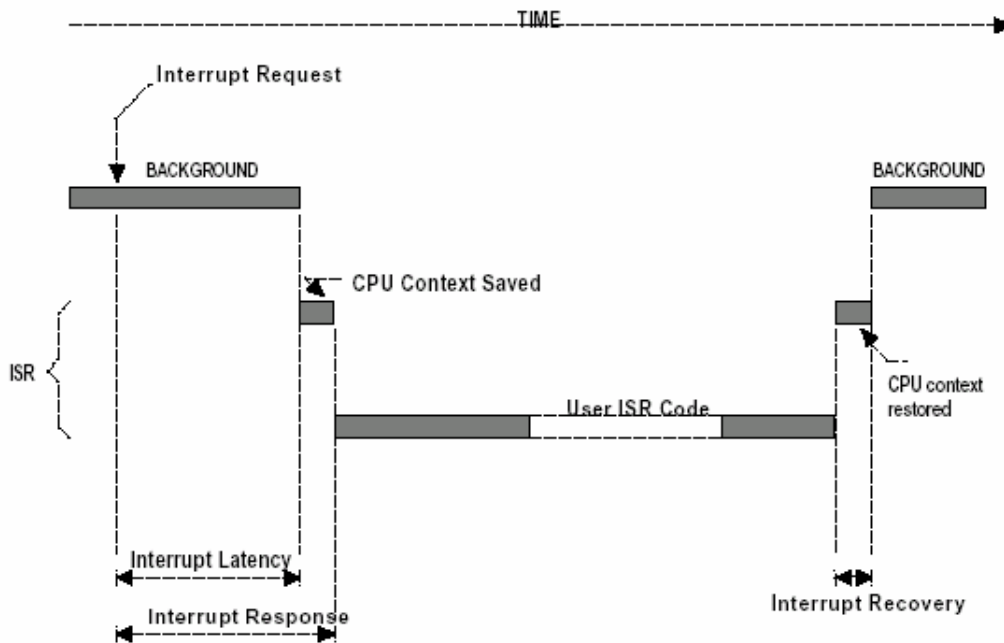 TIME
Interrupt Request
BACKGROUND
BACKGROUND
CPU Context Saved
ISR
CPU context
restored
User ISR Code
Interrupt Latency
Interrupt Recovery
Interrupt Response